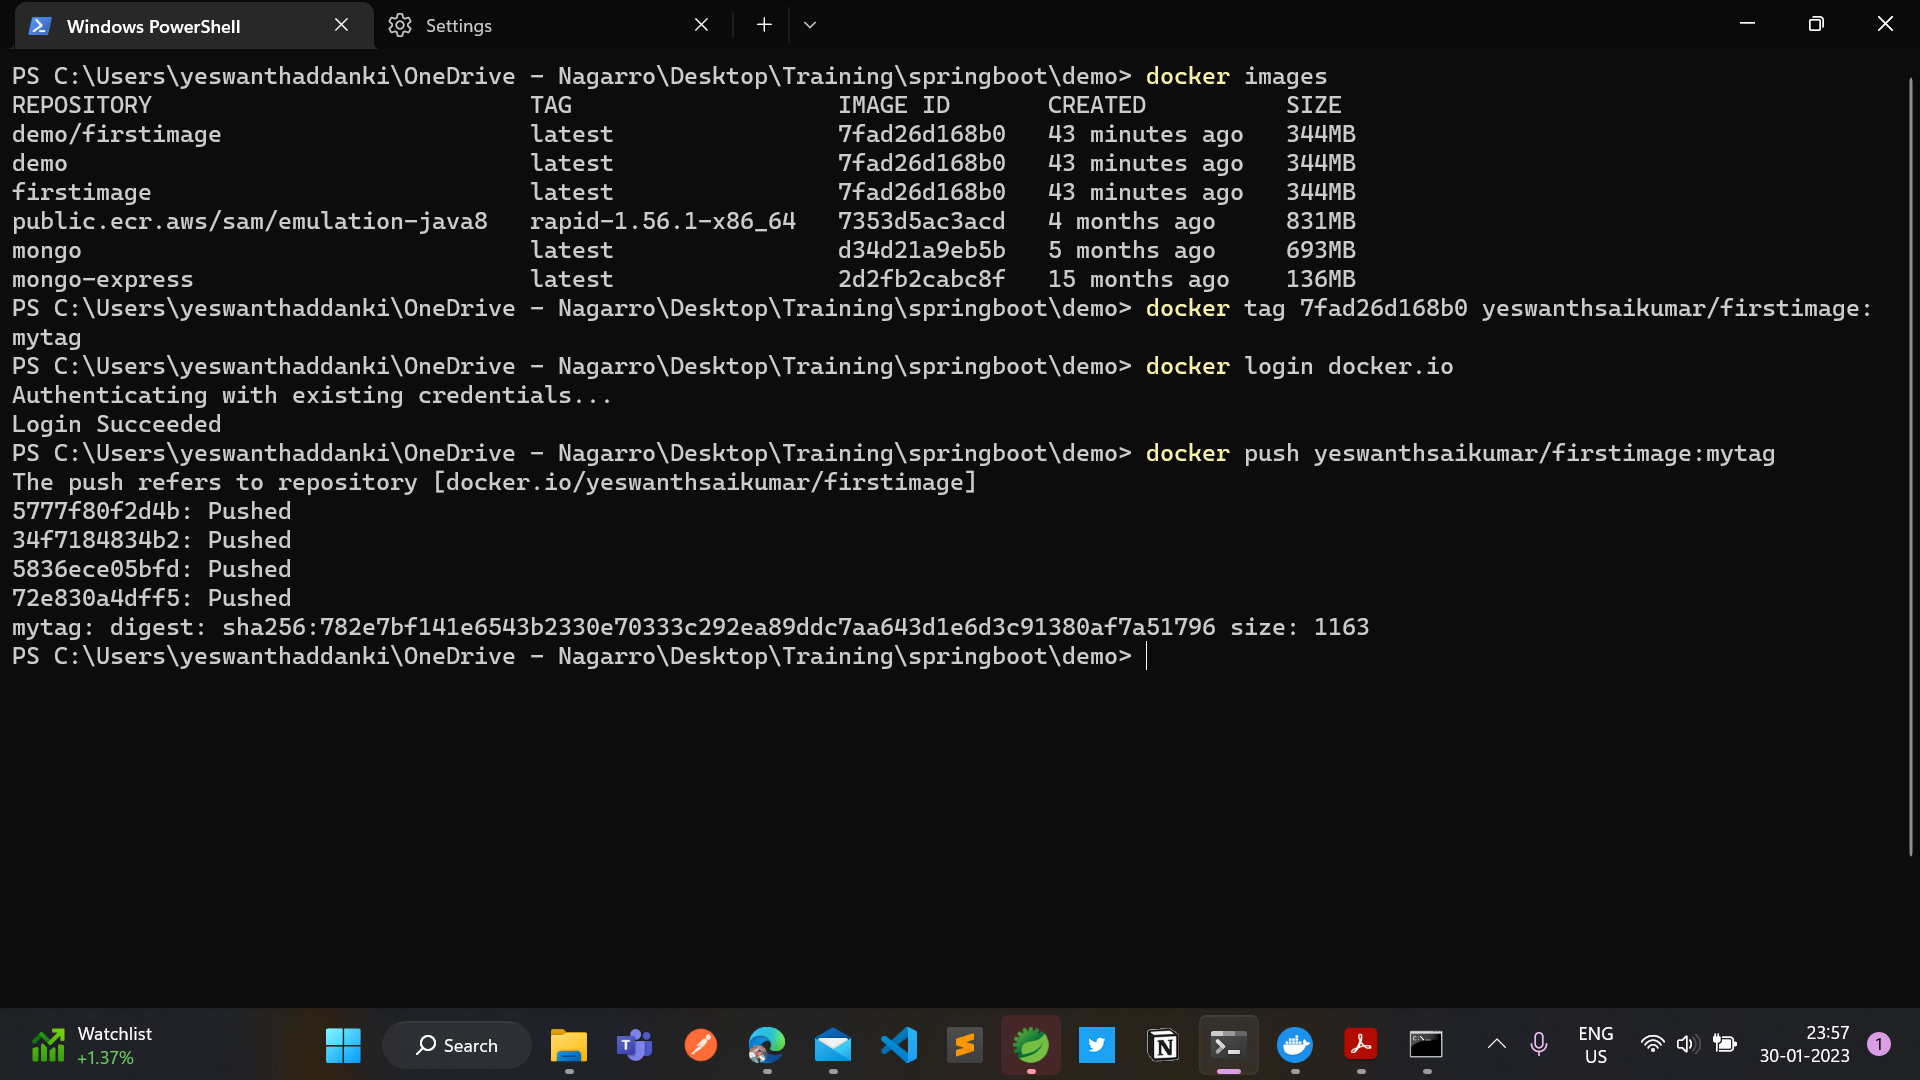 Windows PowerShell
Settings
PS C:\Users\yeswanthaddanki\OneDrive - Nagarro\Desktop\Training\springboot\demo> docker images
REPOSITORY TAG IMAGE ID CREATED SIZE
demo/firstimage latest 7fad26d168b0 43 minutes ago 344MB
demo latest 7fad26d168b0 43 minutes ago 344MB
firstimage latest 7fad26d168b0 43 minutes ago 344MB
public.ecr.aws/sam/emulation-java8 rapid-1.56.1-x86_64 7353d5ac3acd 4 months ago 831MB
mongo latest d34d21a9eb5b 5 months ago 693MB
mongo-express latest 2d2fb2cabc8f 15 months ago 136MB
PS C:\Users\yeswanthaddanki\OneDrive - Nagarro\Desktop\Training\springboot\demo> docker tag 7fad26d168b0 yeswanthsaikumar/firstimage:
mytag
PS C:\Users\yeswanthaddanki\OneDrive - Nagarro\Desktop\Training\springboot\demo> docker login docker.io
Authenticating with existing credentials...
Login Succeeded
PS C:\Users\yeswanthaddanki\OneDrive - Nagarro\Desktop\Training\springboot\demo> docker push yeswanthsaikumar/firstimage:mytag
The push refers to repository [docker.io/yeswanthsaikumar/firstimage]
5777f80f2d4b: Pushed
34f7184834b2: Pushed
5836ece05bfd: Pushed
72e830a4dff5: Pushed
mytag: digest: sha256:782e7bf141e6543b2330e70333c292ea89ddc7aa643d1e6d3c91380af7a51796 size: 1163
PS C:\Users\yeswanthaddanki\OneDrive - Nagarro\Desktop\Training\springboot\demo>
Watchlist
+1.37%
Search
ENG
US
23:57
30-01-2023
1